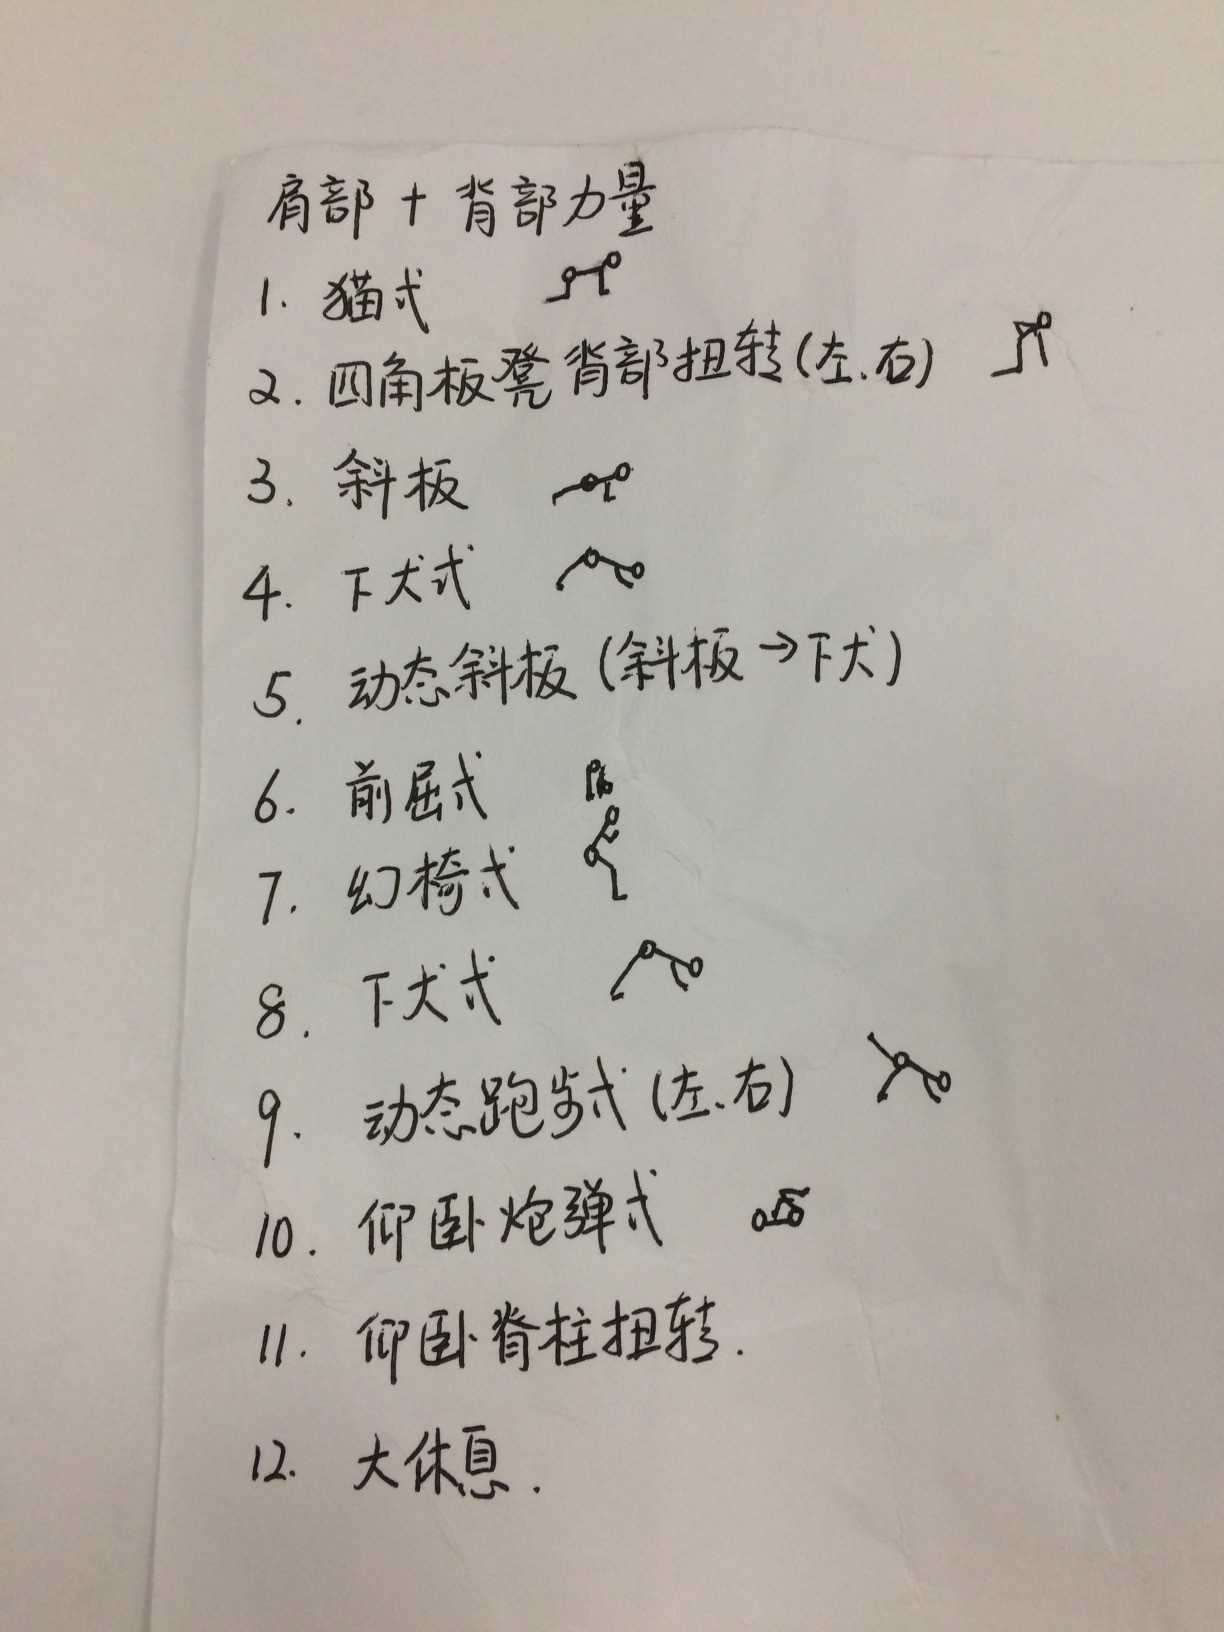 肩部 + 背部力量
1. 猫式
2. 四角板凳背部扭转(左、右)
3. 斜板
4. 下犬式
5. 动态斜板(斜板→下犬)
6. 前屈式
7. 幻椅式
8. 下犬式
9. 动态跑步式(左、右)
10. 仰卧炮弹式
11. 仰卧脊柱扭转.
12. 大休息.